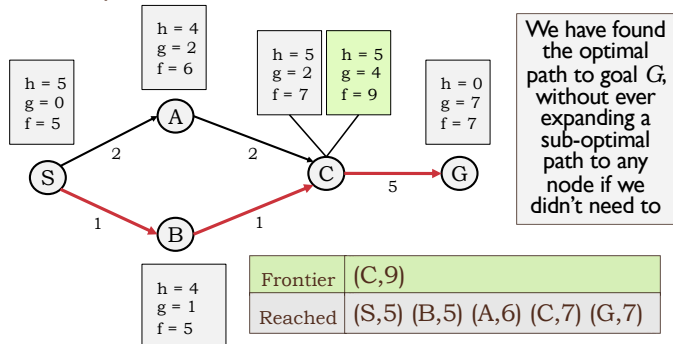 h = 4
g = 2
f = 6
h = 5
g = 2
f = 7
h = 5
g = 4
f = 9
h = 5
g = 0
f = 5
h = 0
g = 7
f = 7
We have found
the optimal
path to goal G,
without ever
expanding a
sub-optimal
path to any
node if we
didn't need to
A
2
2
S
C
5
G
1
1
B
h = 4
g = 1
f = 5
Frontier (C,9)
Reached (S,5) (B,5) (A,6) (C,7) (G,7)